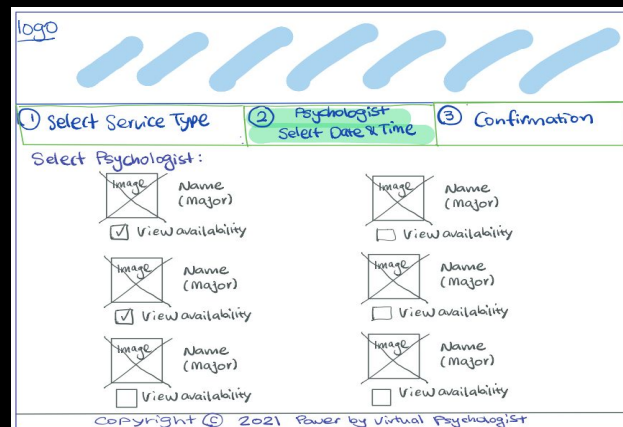 logo
① Select Service Type
② Psychologist
Select Date & Time
③ Confirmation
Select Psychologist:
Image
Name
(Major)
View availability
Image
Name
(Major)
View availability
Image
Name
(Major)
View availability
Image
Name
(Major)
View availability
Image
Name
(Major)
View availability
Image
Name
(Major)
View availability
Copyright © 2021 Power by Virtual Psychologist